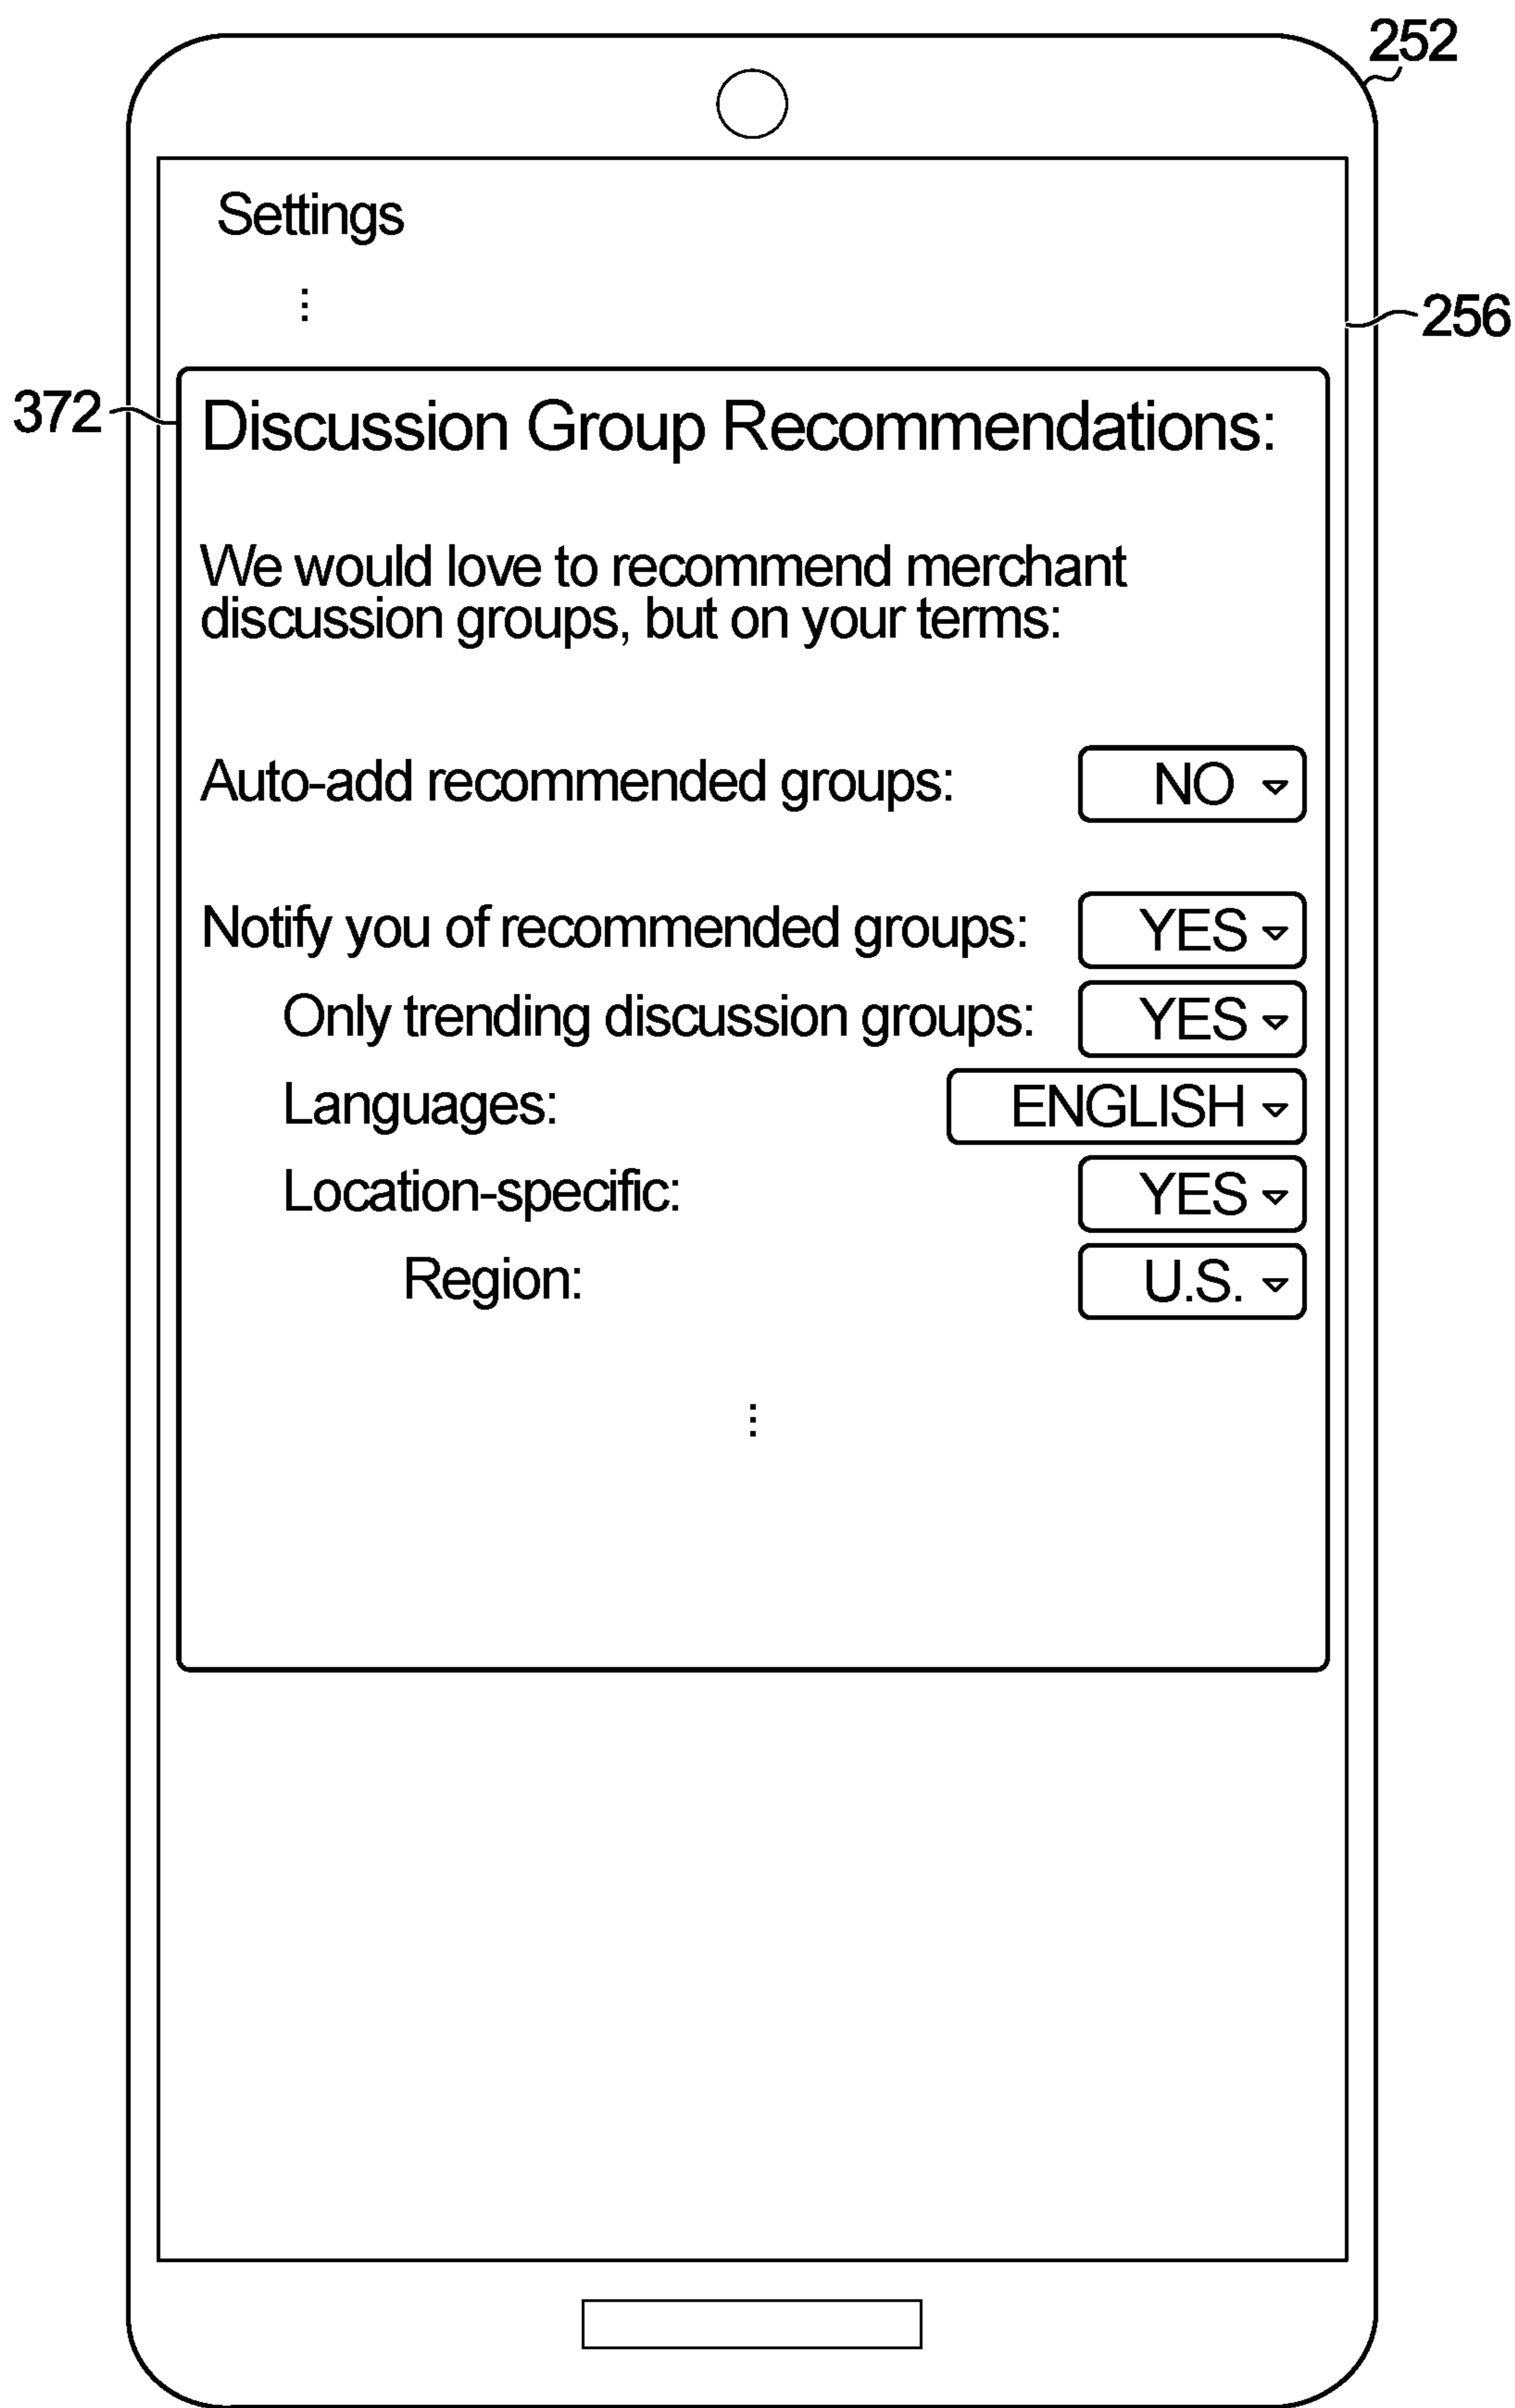 252
Settings
256
372
Discussion Group Recommendations:
We would love to recommend merchant
discussion groups, but on your terms:
Auto-add recommended groups: NO
Notify you of recommended groups: YES
Only trending discussion groups: YES
Languages: ENGLISH
Location-specific: YES
Region: U.S.